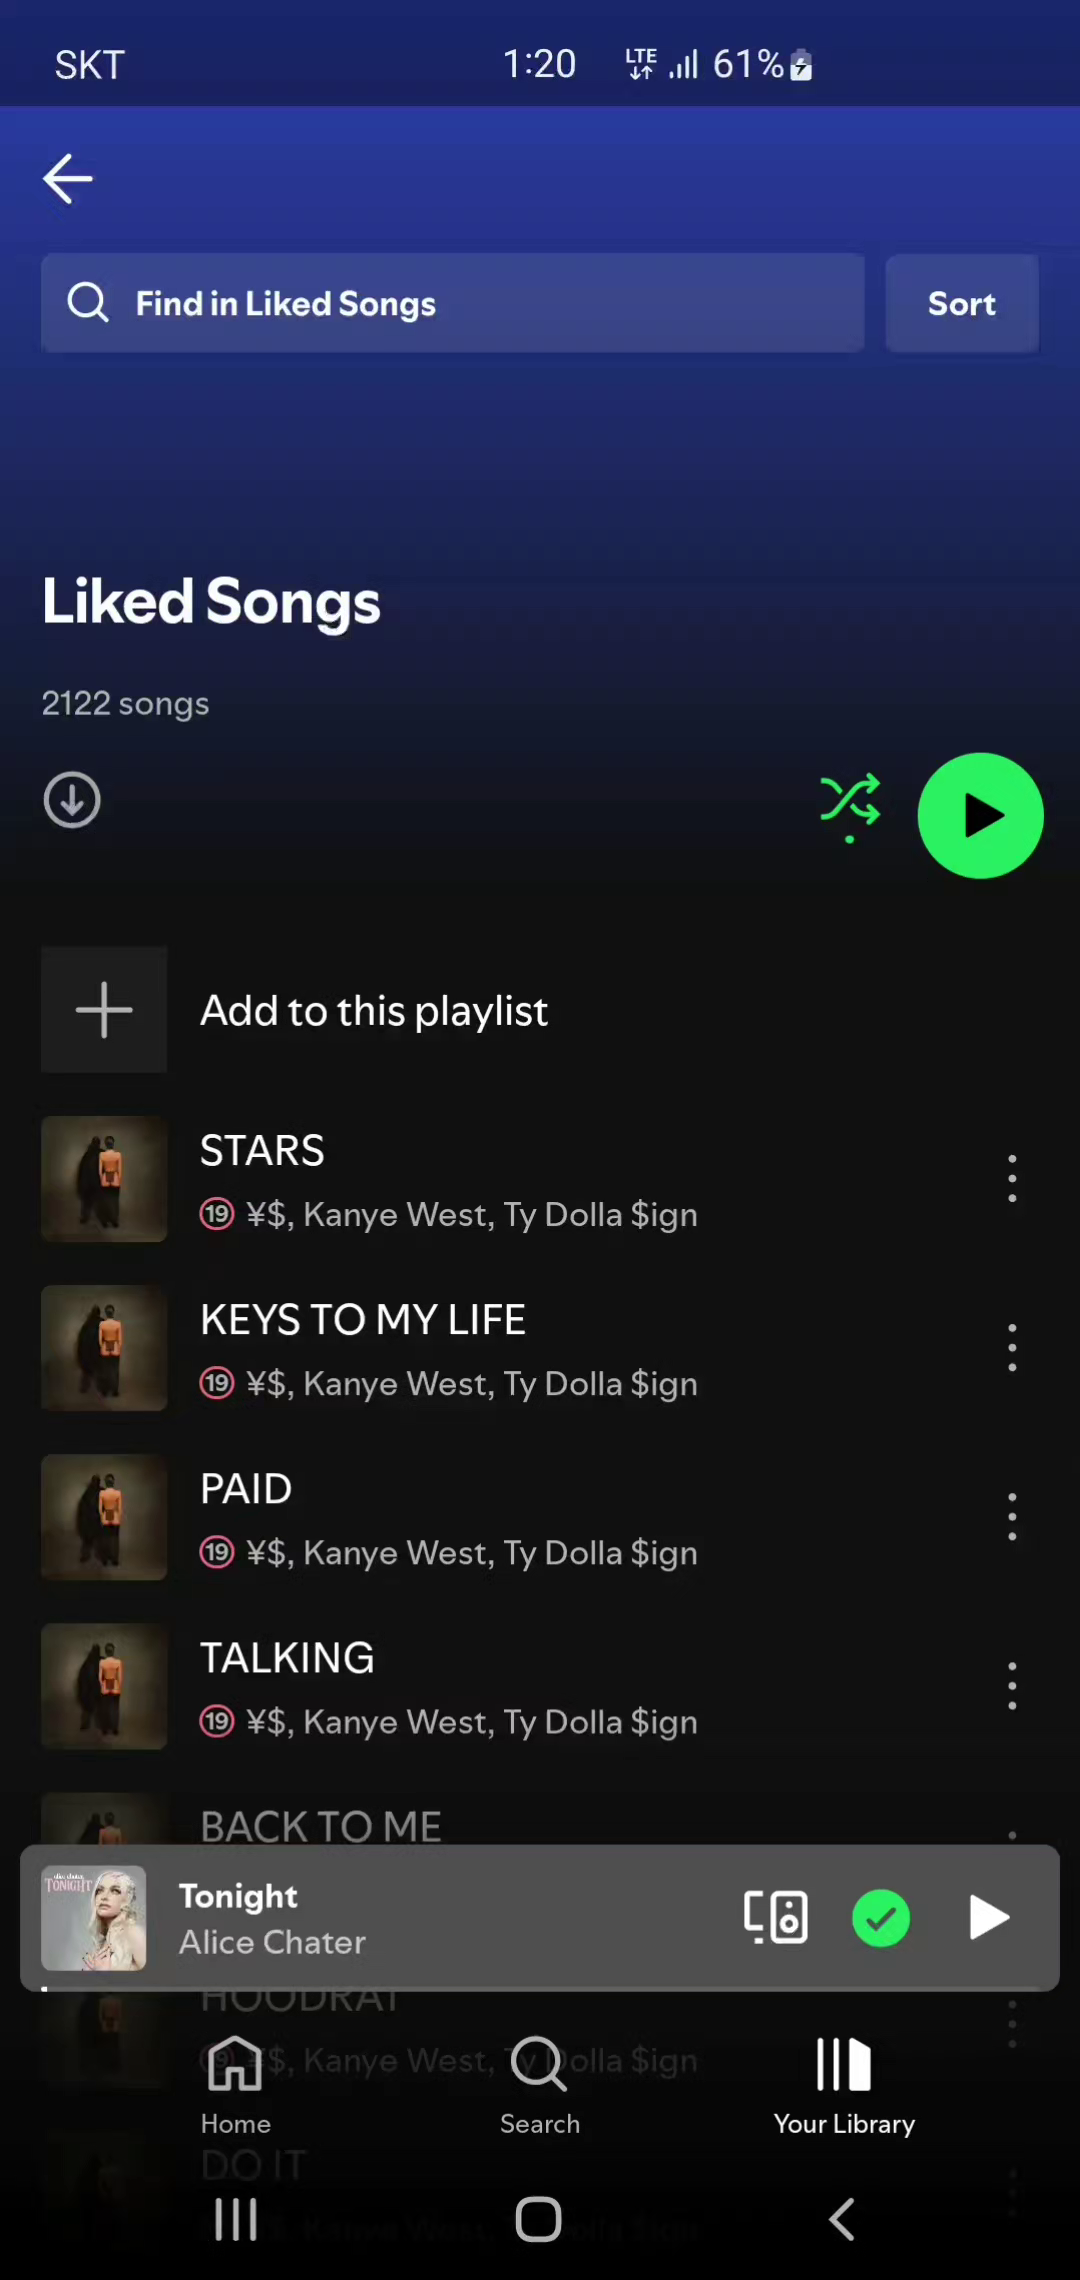 SKT 1:20 LTE 61%
Find in Liked Songs Sort
Liked Songs
2122 songs
Add to this playlist
STARS
19 ¥$, Kanye West, Ty Dolla $ign
KEYS TO MY LIFE
19 ¥$, Kanye West, Ty Dolla $ign
PAID
19 ¥$, Kanye West, Ty Dolla $ign
TALKING
19 ¥$, Kanye West, Ty Dolla $ign
BACK TO ME
TONIGHT
Tonight
Alice Chater
HOODRAT
$, Kanye West, Ty Dolla $ign
Home Search Your Library
DO IT